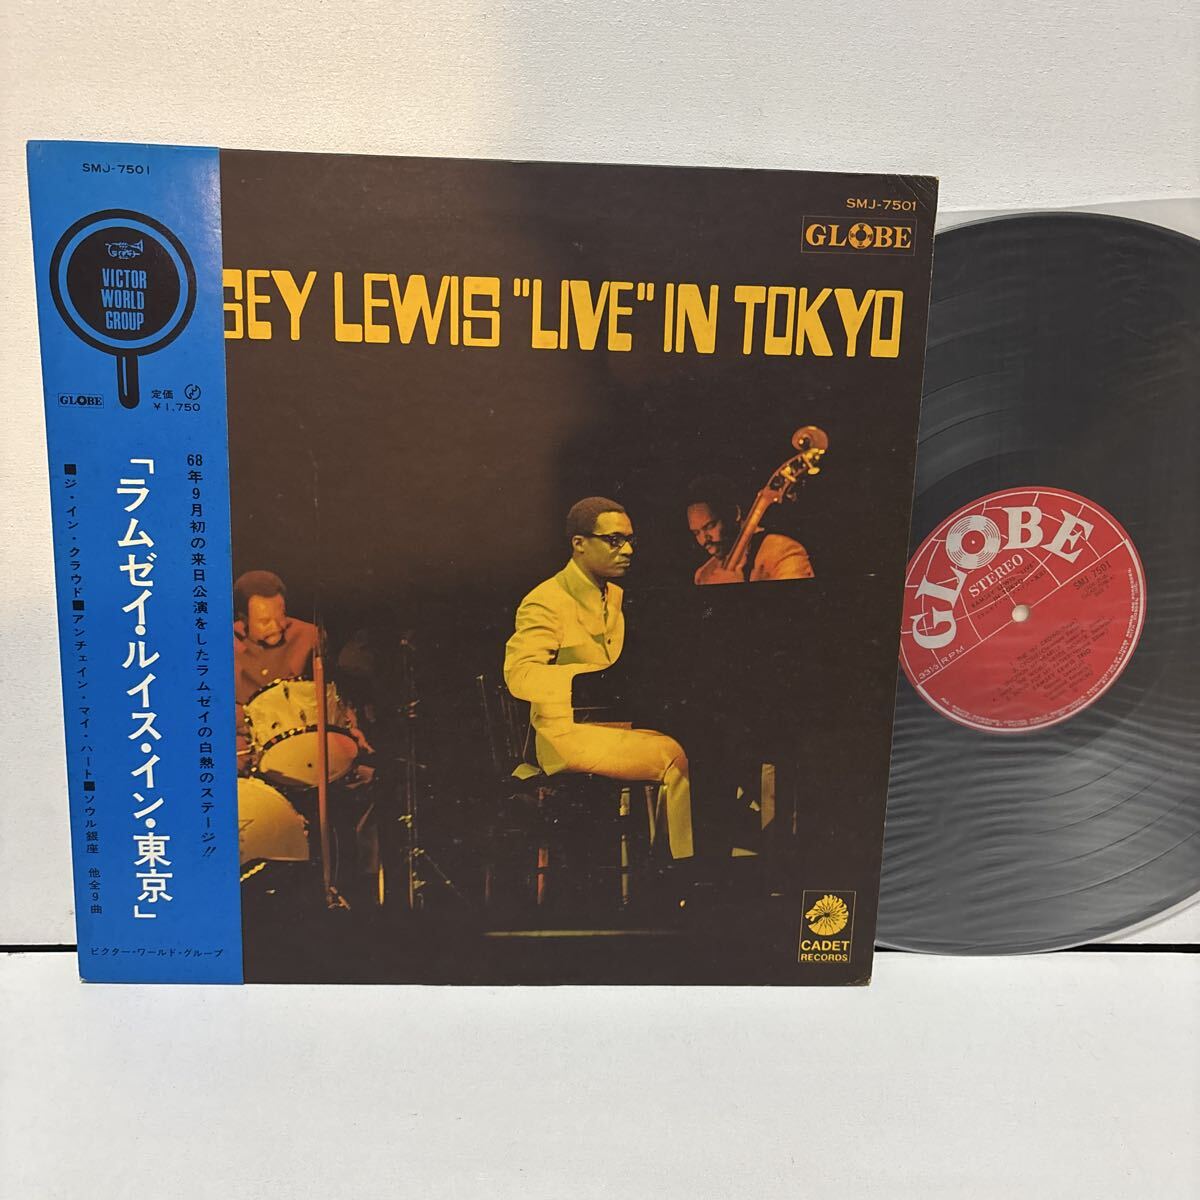 SMJ-7501
VICTOR
WORLD
GROUP
GLOBE
定価
¥1,750
68年9月初の来日公演をしたラムゼイの白熱のステージ!!
「ラムゼイ・ルイス・イン・東京」
■ジ・イン・クラウド■アンチェイン・マイ・ハート■ソウル銀座 他全9曲
ビクター・ワールド・グループ
SMJ-7501
GLOBE
SEY LEWIS "LIVE" IN TOKYO
CADET
RECORDS
GLOBE
STEREO
SMJ 7501
33⅓ RPM